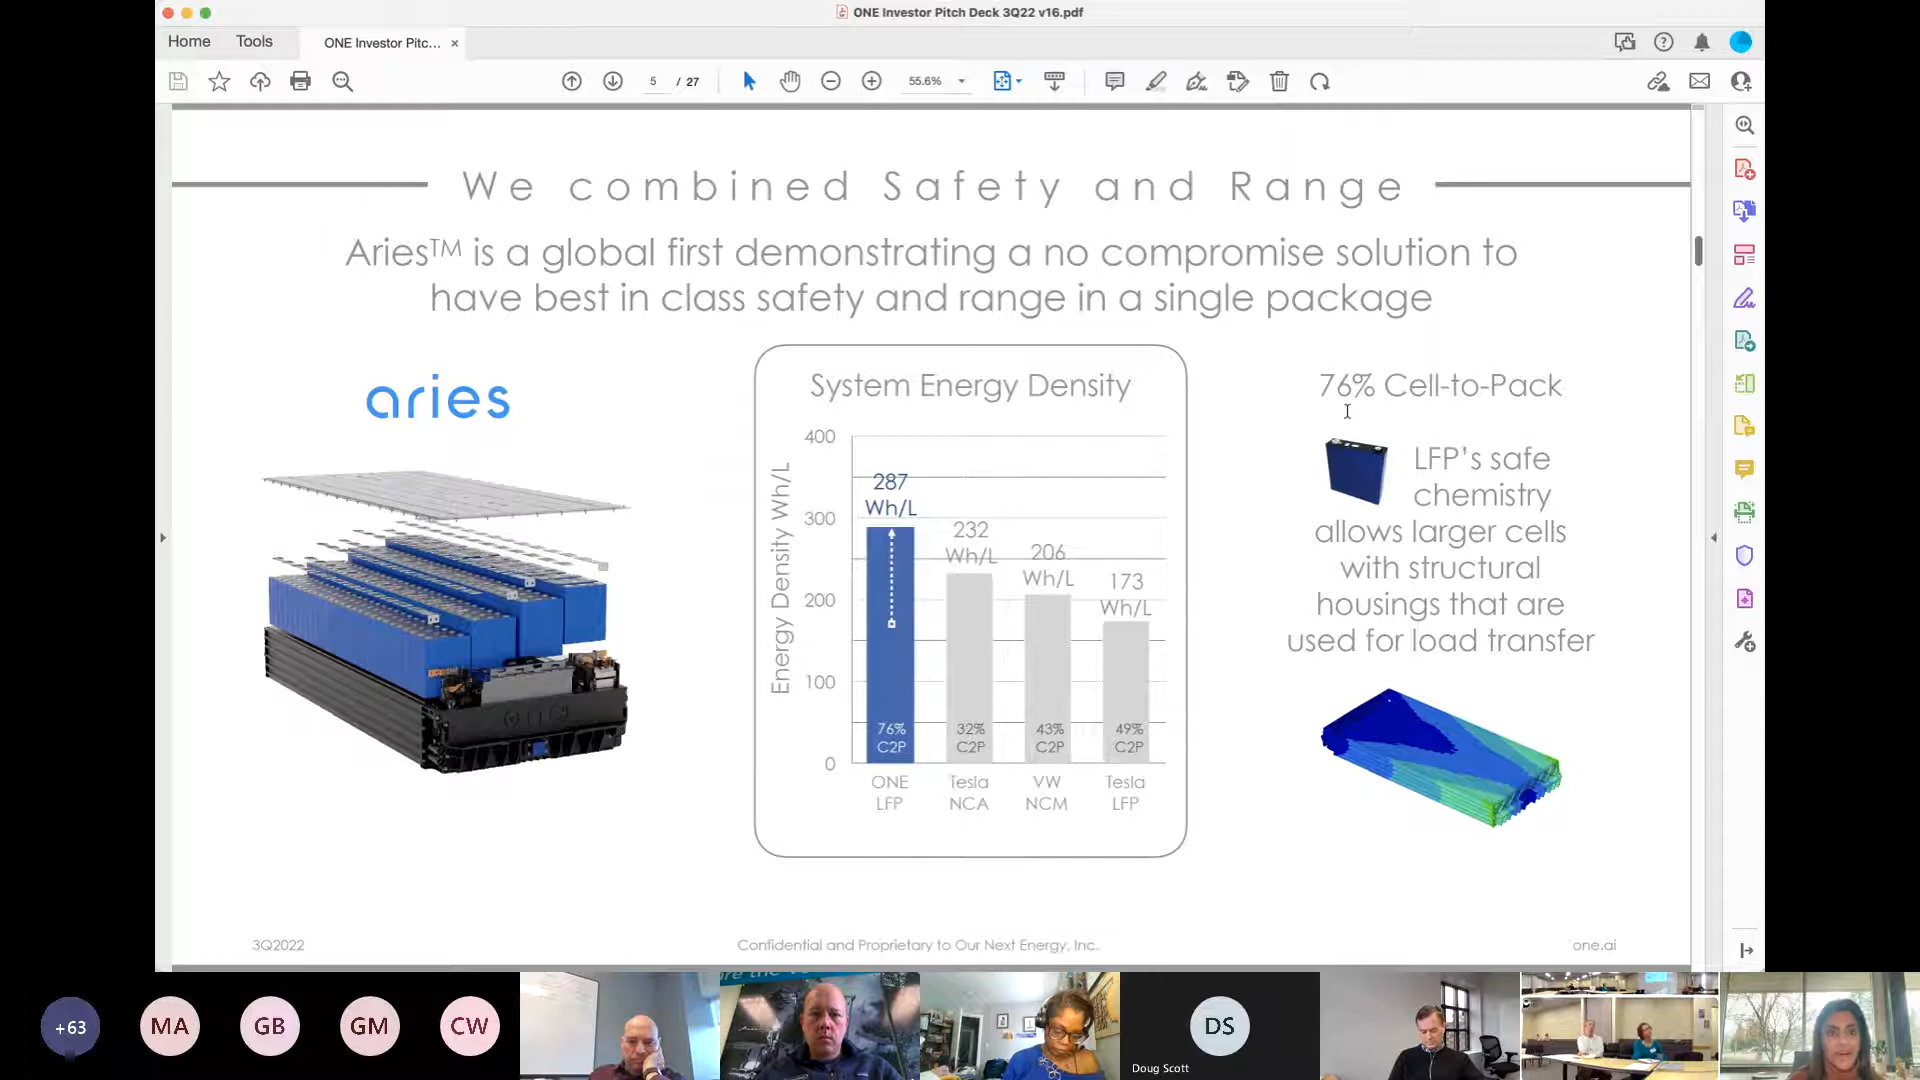 ONE Investor Pitch Deck 3Q22 v16.pdf
Home
Tools
ONE Investor Pitc...
5 / 27
55.6%
We combined Safety and Range
Aries™ is a global first demonstrating a no compromise solution to
have best in class safety and range in a single package
aries
System Energy Density
Energy Density Wh/L
400
300
200
100
0
287
Wh/L
232
Wh/L
206
Wh/L
173
Wh/L
76%
C2P
32%
C2P
43%
C2P
49%
C2P
ONE
LFP
Tesla
NCA
VW
NCM
Tesla
LFP
76% Cell-to-Pack
LFP's safe
chemistry
allows larger cells
with structural
housings that are
used for load transfer
3Q2022
Confidential and Proprietary to Our Next Energy, Inc.
one.ai
+63
MA
GB
GM
CW
DS
Doug Scott